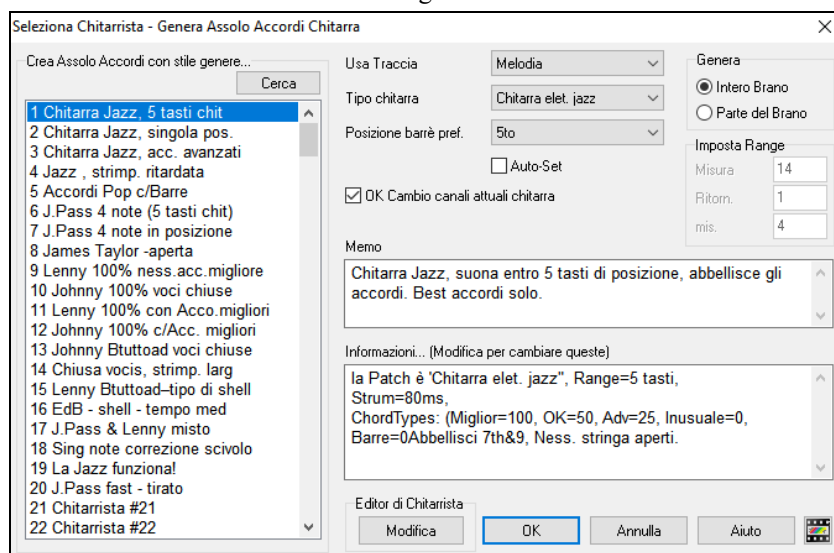 Seleziona Chitarrista - Genera Assolo Accordi Chitarra
Crea Assolo Accordi con stile genere...
Cerca
1 Chitarra Jazz, 5 tasti chit
2 Chitarra Jazz, singola pos.
3 Chitarra Jazz, acc. avanzati
4 Jazz , strimp. ritardata
5 Accordi Pop c/Barre
6 J.Pass 4 note (5 tasti chit)
7 J.Pass 4 note in posizione
8 James Taylor -aperta
9 Lenny 100% ness.acc.migliore
10 Johnny 100% voci chiuse
11 Lenny 100% con Acco.migliori
12 Johnny 100% c/Acc. migliori
13 Johnny Btuttoad voci chiuse
14 Chiusa vocis, strimp. larg
15 Lenny Btuttoad–tipo di shell
16 EdB - shell - tempo med
17 J.Pass & Lenny misto
18 Sing note correzione scivolo
19 La Jazz funziona!
20 J.Pass fast - tirato
21 Chitarrista #21
22 Chitarrista #22
Usa Traccia
Melodia
Tipo chitarra
Chitarra elet. jazz
Posizione barrè pref.
5to
Auto-Set
OK Cambio canali attuali chitarra
Genera
Intero Brano
Parte del Brano
Imposta Range
Misura
14
Ritorn.
1
mis.
4
Memo
Chitarra Jazz, suona entro 5 tasti di posizione, abbellisce gli
accordi. Best accordi solo.
Informazioni... (Modifica per cambiare queste)
la Patch è 'Chitarra elet. jazz", Range=5 tasti,
Strum=80ms,
ChordTypes: (Miglior=100, OK=50, Adv=25, Inusuale=0,
Barre=0Abbellisci 7th&9, Ness. stringa aperti.
Editor di Chitarrista
Modifica
OK
Annulla
Aiuto